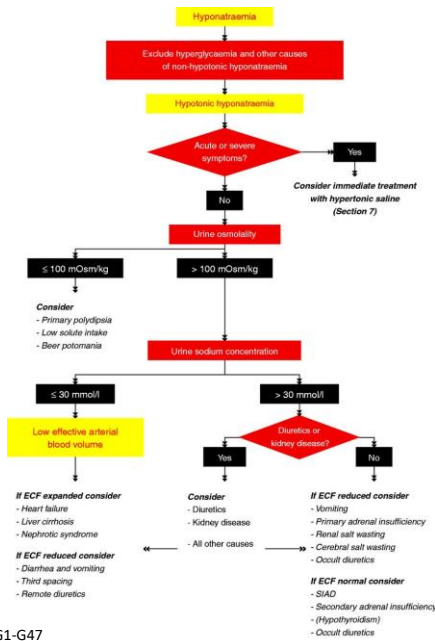 Hyponatraemia
Exclude hyperglycaemia and other causes
of non-hypotonic hyponatraemia
Hypotonic hyponatraemia
Acute or severe
symptoms?
Yes
Consider immediate treatment
with hypertonic saline
(Section 7)
No
Urine osmolality
≤ 100 mOsm/kg
> 100 mOsm/kg
Consider
- Primary polydipsia
- Low solute intake
- Beer potomania
Urine sodium concentration
≤ 30 mmol/l
> 30 mmol/l
Low effective arterial
blood volume
Diuretics or
kidney disease?
Yes
No
If ECF expanded consider
- Heart failure
- Liver cirrhosis
- Nephrotic syndrome
If ECF reduced consider
- Diarrhea and vomiting
- Third spacing
- Remote diuretics
Consider
- Diuretics
- Kidney disease
- All other causes
If ECF reduced consider
- Vomiting
- Primary adrenal insufficiency
- Renal salt wasting
- Cerebral salt wasting
- Occult diuretics
If ECF normal consider
- SIAD
- Secondary adrenal insufficiency
- (Hypothyroidism)
- Occult diuretics
G1-G47